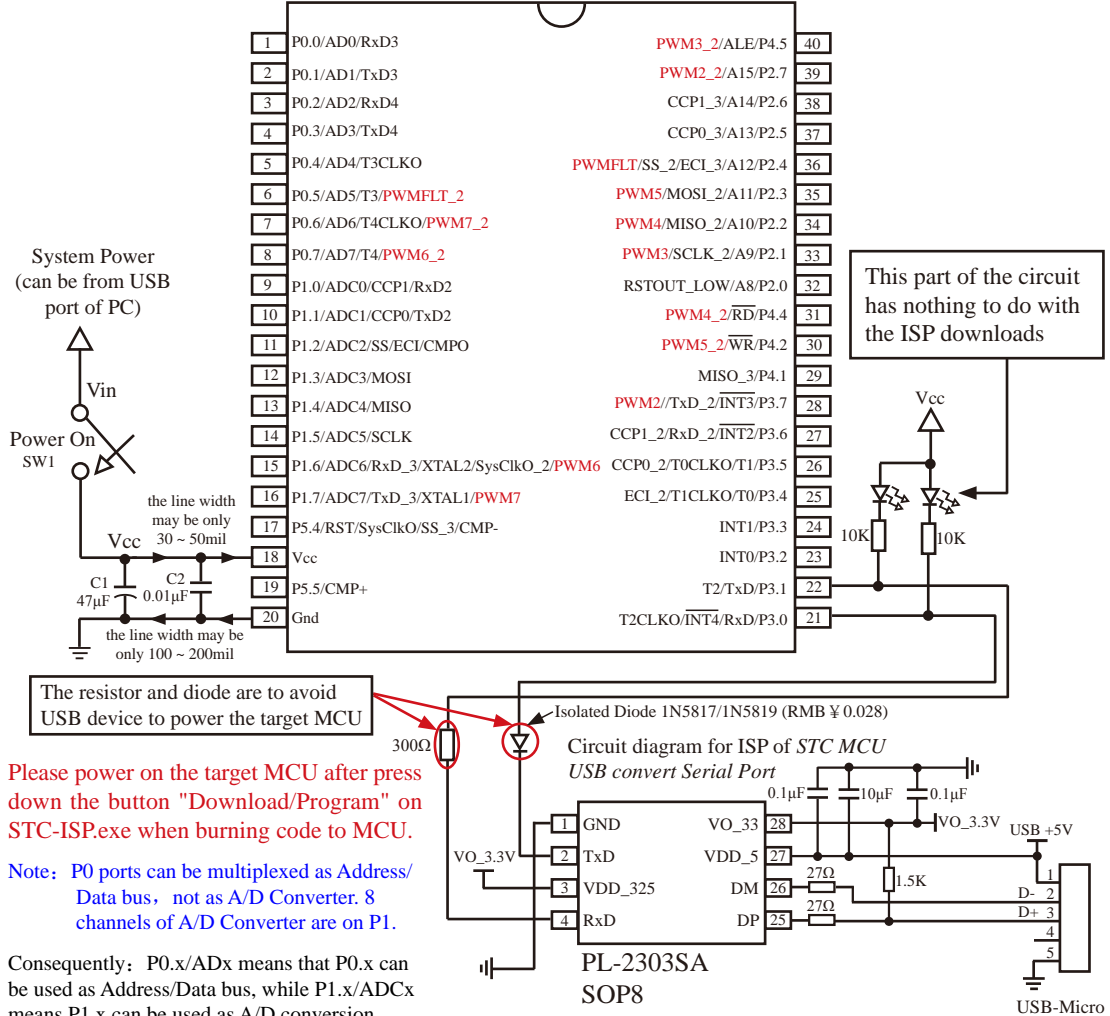 1 P0.0/AD0/RxD3
2 P0.1/AD1/TxD3
3 P0.2/AD2/RxD4
4 P0.3/AD3/TxD4
5 P0.4/AD4/T3CLKO
6 P0.5/AD5/T3/PWMFLT_2
7 P0.6/AD6/T4CLKO/PWM7_2
8 P0.7/AD7/T4/PWM6_2
9 P1.0/ADC0/CCP1/RxD2
10 P1.1/ADC1/CCP0/TxD2
11 P1.2/ADC2/SS/ECI/CMPO
12 P1.3/ADC3/MOSI
13 P1.4/ADC4/MISO
14 P1.5/ADC5/SCLK
15 P1.6/ADC6/RxD_3/XTAL2/SysClkO_2/PWM6
16 P1.7/ADC7/TxD_3/XTAL1/PWM7
17 P5.4/RST/SysClkO/SS_3/CMP-
18 Vcc
19 P5.5/CMP+
20 Gnd
PWM3_2/ALE/P4.5 40
PWM2_2/A15/P2.7 39
CCP1_3/A14/P2.6 38
CCP0_3/A13/P2.5 37
PWMFLT/SS_2/ECI_3/A12/P2.4 36
PWM5/MOSI_2/A11/P2.3 35
PWM4/MISO_2/A10/P2.2 34
PWM3/SCLK_2/A9/P2.1 33
RSTOUT_LOW/A8/P2.0 32
PWM4_2/RD/P4.4 31
PWM5_2/WR/P4.2 30
MISO_3/P4.1 29
PWM2//TxD_2/INT3/P3.7 28
CCP1_2/RxD_2/INT2/P3.6 27
CCP0_2/T0CLKO/T1/P3.5 26
ECI_2/T1CLKO/T0/P3.4 25
INT1/P3.3 24
INT0/P3.2 23
T2/TxD/P3.1 22
T2CLKO/INT4/RxD/P3.0 21
System Power
(can be from USB
port of PC)
Vin
Power On
SW1
the line width
may be only
30 ~ 50mil
Vcc
C1
47μF
C2
0.01μF
the line width may be
only 100 ~ 200mil
This part of the circuit
has nothing to do with
the ISP downloads
Vcc
10K
10K
The resistor and diode are to avoid
USB device to power the target MCU
300Ω
Isolated Diode 1N5817/1N5819 (RMB ¥ 0.028)
Circuit diagram for ISP of STC MCU
USB convert Serial Port
Please power on the target MCU after press
down the button "Download/Program" on
STC-ISP.exe when burning code to MCU.
Note：P0 ports can be multiplexed as Address/
Data bus，not as A/D Converter. 8
channels of A/D Converter are on P1.
Consequently：P0.x/ADx means that P0.x can
be used as Address/Data bus, while P1.x/ADCx
means P1.x can be used as A/D conversion
0.1μF
10μF
0.1μF
VO_3.3V
VO_3.3V
USB +5V
1 GND
2 TxD
3 VDD_325
4 RxD
VO_33 28
VDD_5 27
DM 26
DP 25
27Ω
27Ω
1.5K
D-
D+
1
2
3
4
5
PL-2303SA
SOP8
USB-Micro